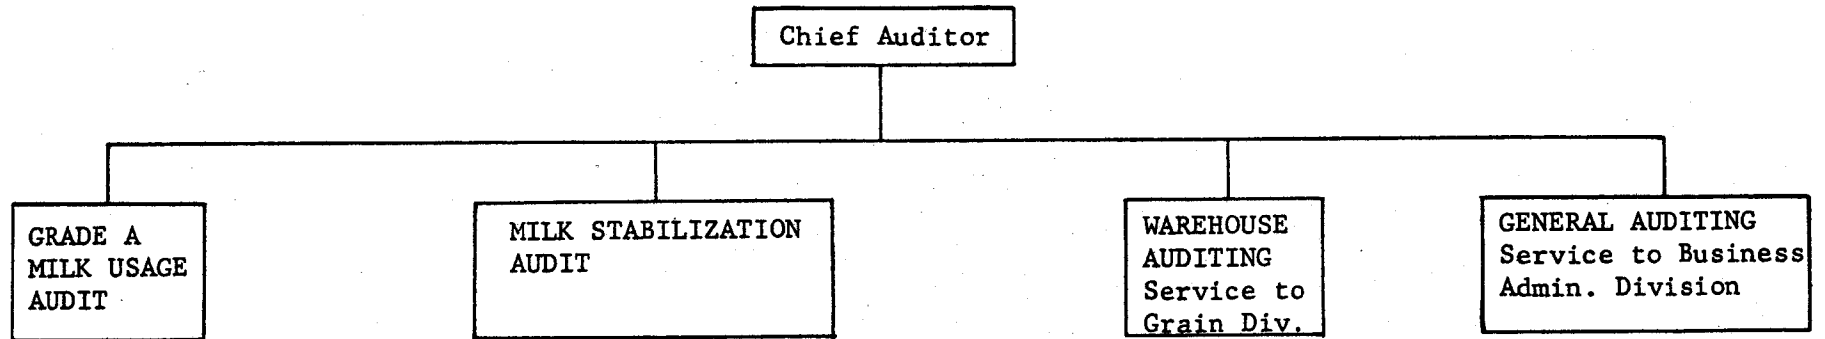 Chief Auditor
GRADE A
MILK USAGE
AUDIT
MILK STABILIZATION
AUDIT
WAREHOUSE
AUDITING
Service to
Grain Div.
GENERAL AUDITING
Service to Business
Admin. Division